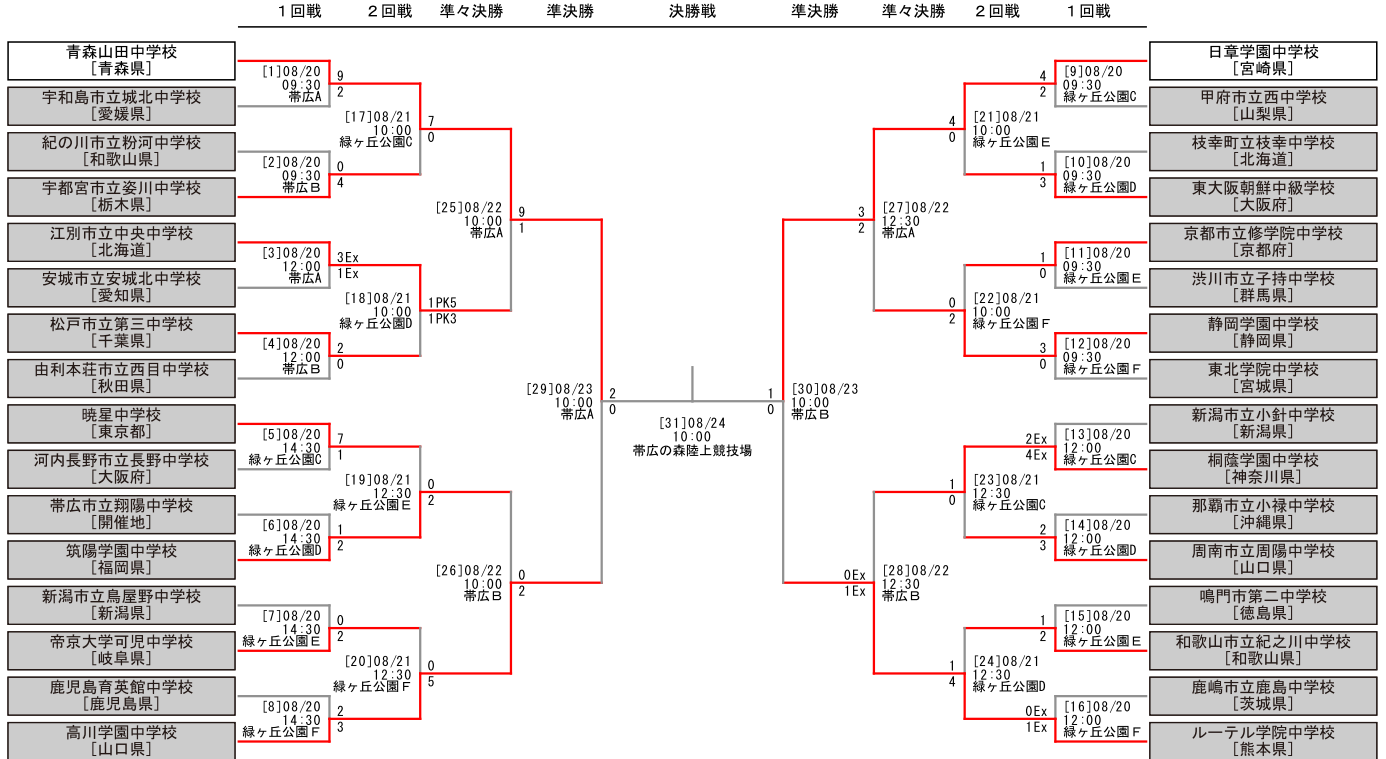 １回戦 ２回戦 準々決勝 準決勝 決勝戦 準決勝 準々決勝 ２回戦 １回戦
青森山田中学校
[青森県]
宇和島市立城北中学校
[愛媛県]
紀の川市立粉河中学校
[和歌山県]
宇都宮市立姿川中学校
[栃木県]
江別市立中央中学校
[北海道]
安城市立安城北中学校
[愛知県]
松戸市立第三中学校
[千葉県]
由利本荘市立西目中学校
[秋田県]
暁星中学校
[東京都]
河内長野市立長野中学校
[大阪府]
帯広市立翔陽中学校
[開催地]
筑陽学園中学校
[福岡県]
新潟市立鳥屋野中学校
[新潟県]
帝京大学可児中学校
[岐阜県]
鹿児島育英館中学校
[鹿児島県]
高川学園中学校
[山口県]
[1]08/20
09:30
帯広A
9
2
[2]08/20
09:30
帯広B
0
4
[3]08/20
12:00
帯広A
3Ex
1Ex
[4]08/20
12:00
帯広B
2
0
[5]08/20
14:30
緑ヶ丘公園C
7
1
[6]08/20
14:30
緑ヶ丘公園D
1
2
[7]08/20
14:30
緑ヶ丘公園E
0
2
[8]08/20
14:30
緑ヶ丘公園F
2
3
[17]08/21
10:00
緑ヶ丘公園C
7
0
[18]08/21
10:00
緑ヶ丘公園D
1PK5
1PK3
[19]08/21
12:30
緑ヶ丘公園E
0
2
[20]08/21
12:30
緑ヶ丘公園F
0
5
[25]08/22
10:00
帯広A
9
1
[26]08/22
10:00
帯広B
0
2
[29]08/23
10:00
帯広A
2
0
[31]08/24
10:00
帯広の森陸上競技場
1
0
[30]08/23
10:00
帯広B
3
2
[27]08/22
12:30
帯広A
0Ex
1Ex
[28]08/22
12:30
帯広B
4
0
[21]08/21
10:00
緑ヶ丘公園E
0
2
[22]08/21
10:00
緑ヶ丘公園F
1
0
[23]08/21
12:30
緑ヶ丘公園C
1
4
[24]08/21
12:30
緑ヶ丘公園D
4
2
[9]08/20
09:30
緑ヶ丘公園C
1
3
[10]08/20
09:30
緑ヶ丘公園D
1
0
[11]08/20
09:30
緑ヶ丘公園E
3
0
[12]08/20
09:30
緑ヶ丘公園F
2Ex
4Ex
[13]08/20
12:00
緑ヶ丘公園C
2
3
[14]08/20
12:00
緑ヶ丘公園D
1
2
[15]08/20
12:00
緑ヶ丘公園E
0Ex
1Ex
[16]08/20
12:00
緑ヶ丘公園F
日章学園中学校
[宮崎県]
甲府市立西中学校
[山梨県]
枝幸町立枝幸中学校
[北海道]
東大阪朝鮮中級学校
[大阪府]
京都市立修学院中学校
[京都府]
渋川市立子持中学校
[群馬県]
静岡学園中学校
[静岡県]
東北学院中学校
[宮城県]
新潟市立小針中学校
[新潟県]
桐蔭学園中学校
[神奈川県]
那覇市立小禄中学校
[沖縄県]
周南市立周陽中学校
[山口県]
鳴門市第二中学校
[徳島県]
和歌山市立紀之川中学校
[和歌山県]
鹿嶋市立鹿島中学校
[茨城県]
ルーテル学院中学校
[熊本県]